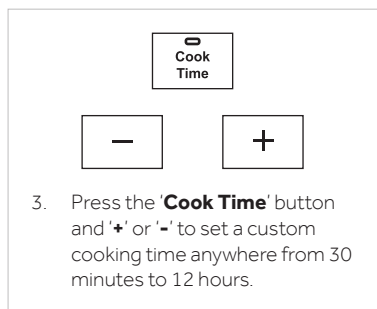 Cook
Time
- +
3. Press the 'Cook Time' button
and '+' or '-' to set a custom
cooking time anywhere from 30
minutes to 12 hours.